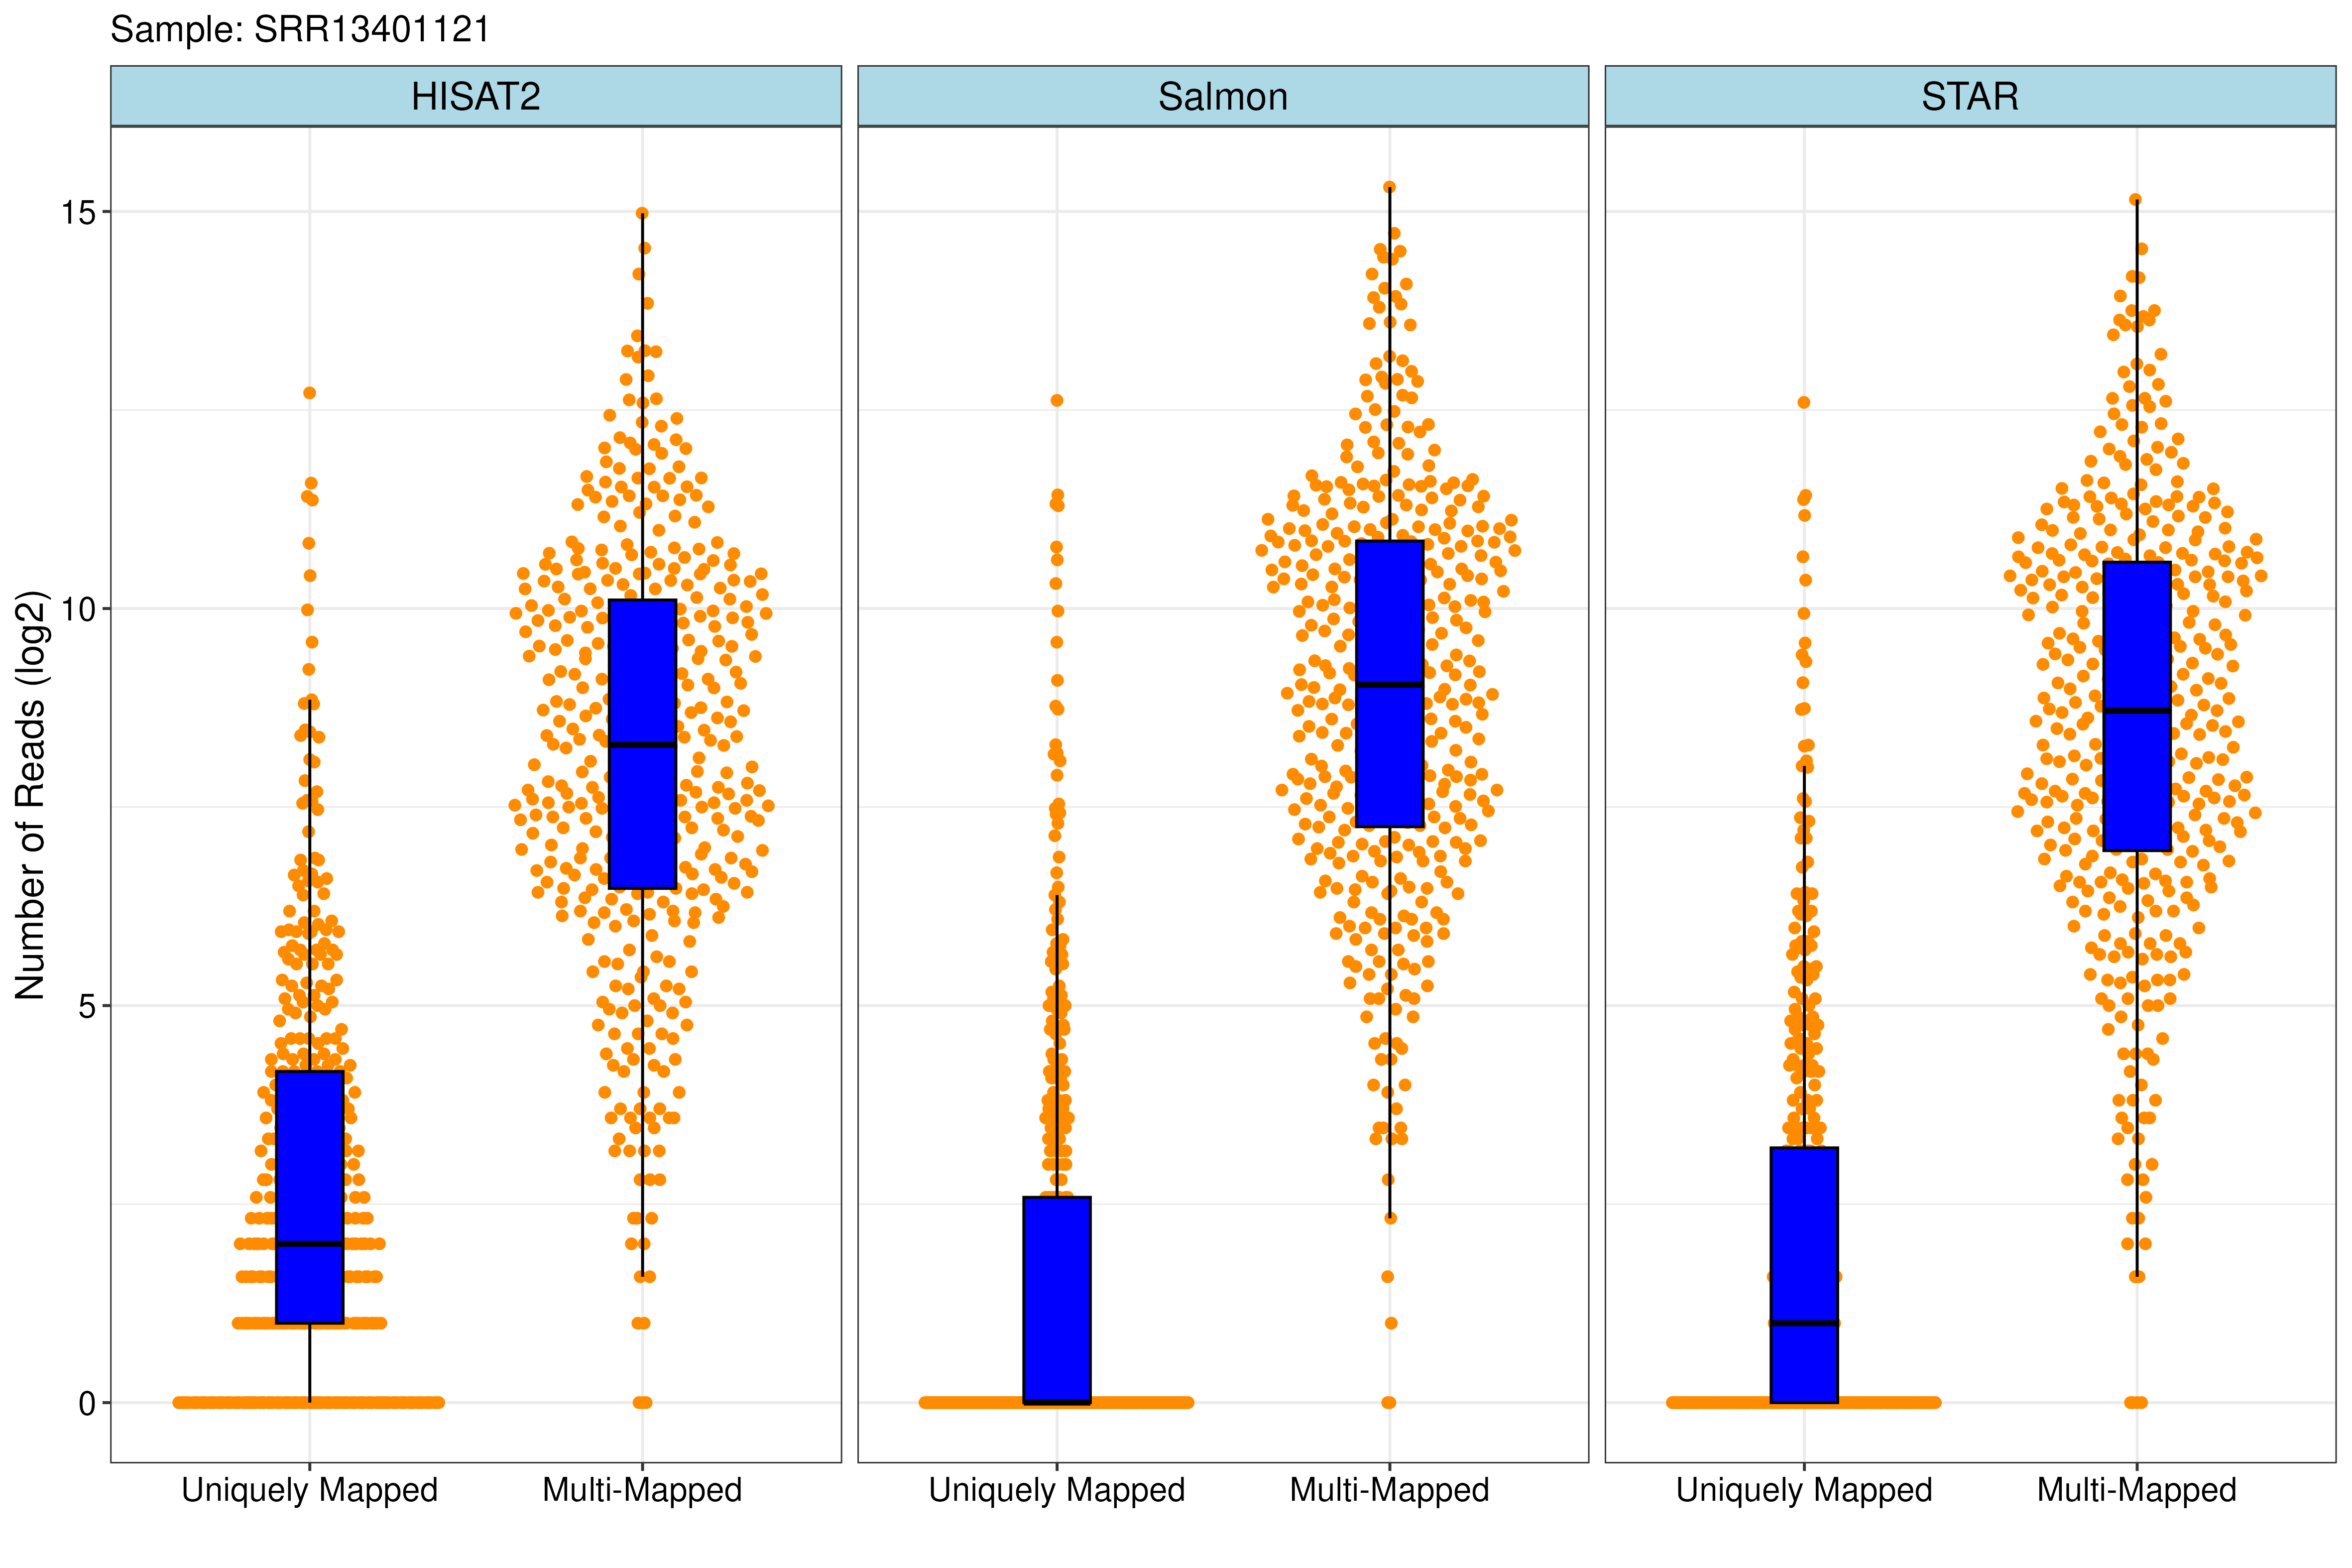 Sample: SRR13401121
HISAT2
Salmon
STAR
Number of Reads (log2)
15
10
5
0
Uniquely Mapped
Multi-Mapped
Uniquely Mapped
Multi-Mapped
Uniquely Mapped
Multi-Mapped